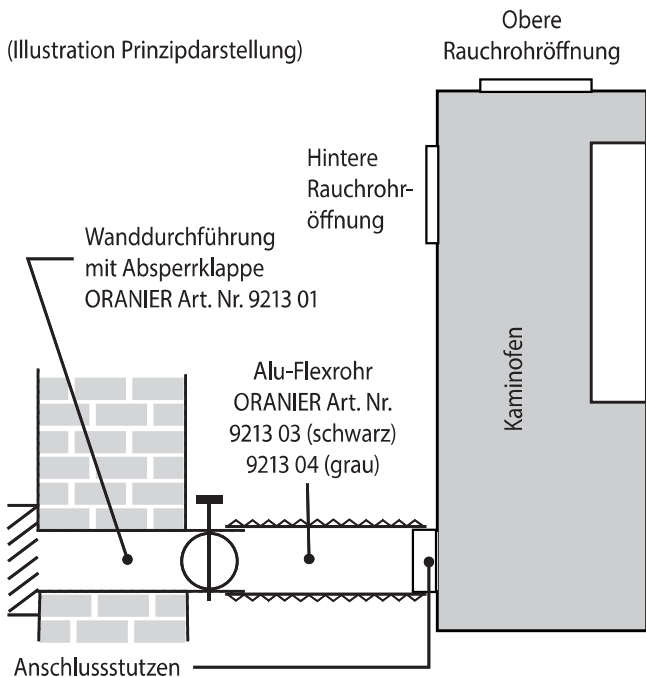 (Illustration Prinzipdarstellung)
Obere
Rauchrohröffnung
Hintere
Rauchrohr-
öffnung
Wanddurchführung
mit Absperrklappe
ORANIER Art. Nr. 9213 01
Alu-Flexrohr
ORANIER Art. Nr.
9213 03 (schwarz)
9213 04 (grau)
Kaminofen
Anschlussstutzen